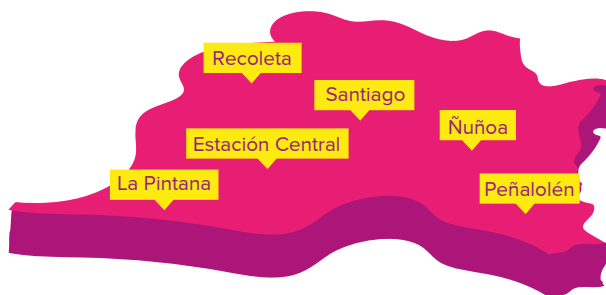 Recoleta
Santiago
Ñuñoa
Estación Central
La Pintana
Peñalolén